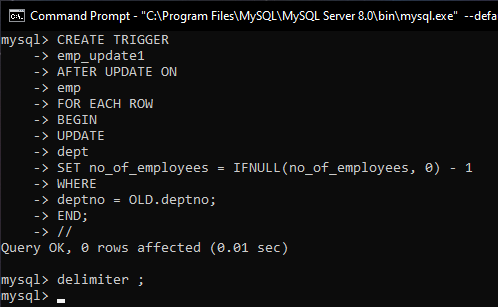 Command Prompt - "C:\Program Files\MySQL\MySQL Server 8.0\bin\mysql.exe" --defa
mysql> CREATE TRIGGER
    -> emp_update1
    -> AFTER UPDATE ON
    -> emp
    -> FOR EACH ROW
    -> BEGIN
    -> UPDATE
    -> dept
    -> SET no_of_employees = IFNULL(no_of_employees, 0) - 1
    -> WHERE
    -> deptno = OLD.deptno;
    -> END;
    -> //
Query OK, 0 rows affected (0.01 sec)
mysql> delimiter ;
mysql>